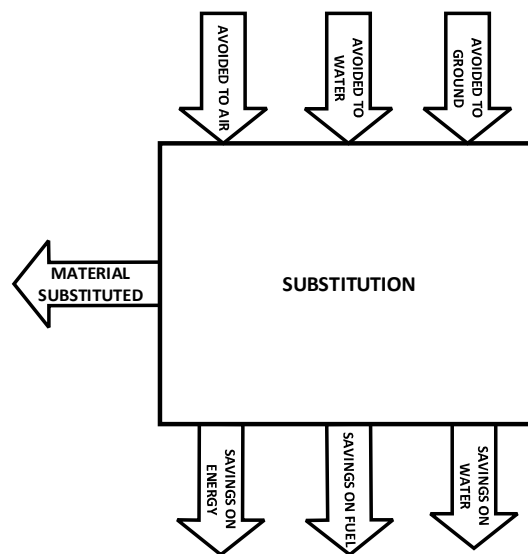 AVOIDED TO AIR
AVOIDED TO
WATER
AVOIDED TO
GROUND
MATERIAL
SUBSTITUTED
SUBSTITUTION
SAVINGS ON
ENERGY
SAVINGS ON FUEL
SAVINGS ON
WATER